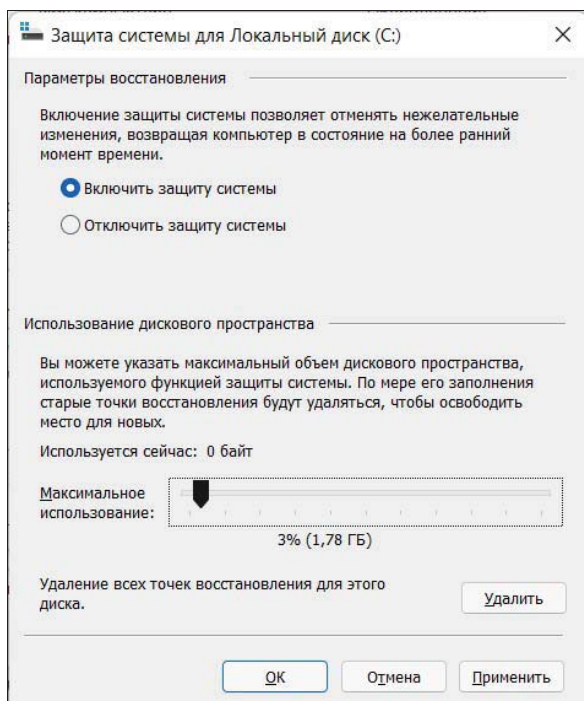 Защита системы для Локальный диск (C:)
Параметры восстановления
Включение защиты системы позволяет отменять нежелательные
изменения, возвращая компьютер в состояние на более ранний
момент времени.
Включить защиту системы
Отключить защиту системы
Использование дискового пространства
Вы можете указать максимальный объем дискового пространства,
используемого функцией защиты системы. По мере его заполнения
старые точки восстановления будут удаляться, чтобы освободить
место для новых.
Используется сейчас: 0 байт
Максимальное
использование:
3% (1,78 ГБ)
Удаление всех точек восстановления для этого
диска.
Удалить
ОК
Отмена
Применить